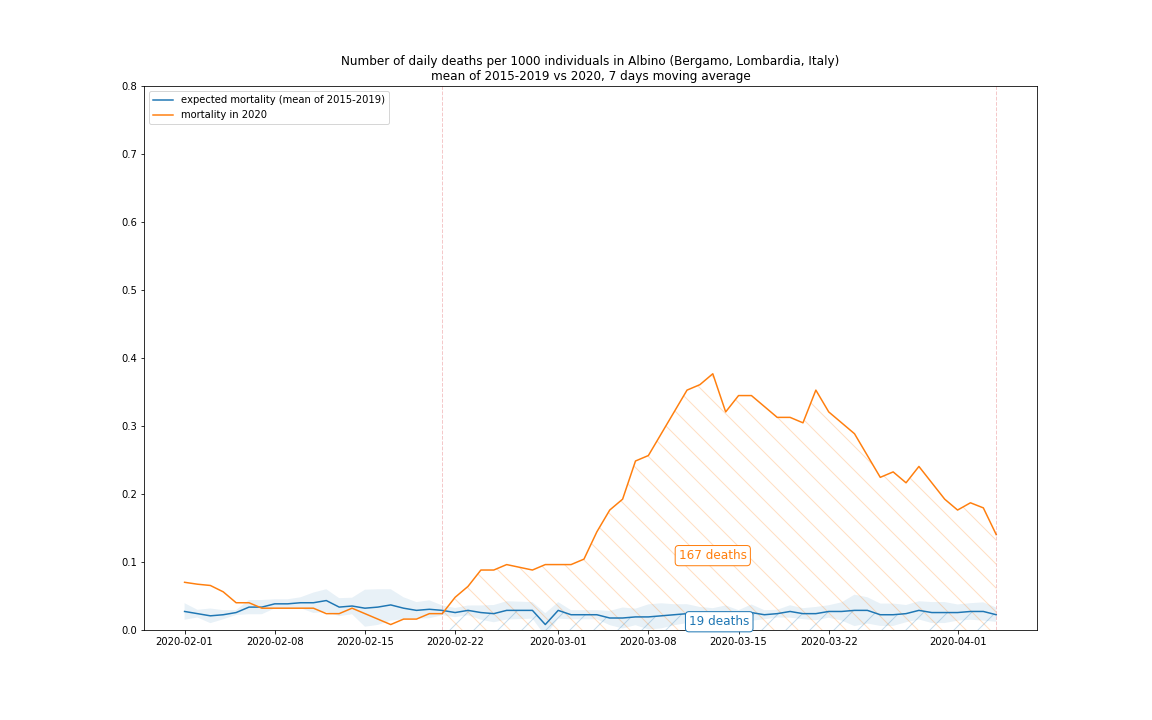 Number of daily deaths per 1000 individuals in Albino (Bergamo, Lombardia, Italy)
mean of 2015-2019 vs 2020, 7 days moving average
expected mortality (mean of 2015-2019)
mortality in 2020
0.8
0.7
0.6
0.5
0.4
0.3
0.2
0.1
0.0
167 deaths
19 deaths
2020-02-01 2020-02-08 2020-02-15 2020-02-22 2020-03-01 2020-03-08 2020-03-15 2020-03-22 2020-04-01